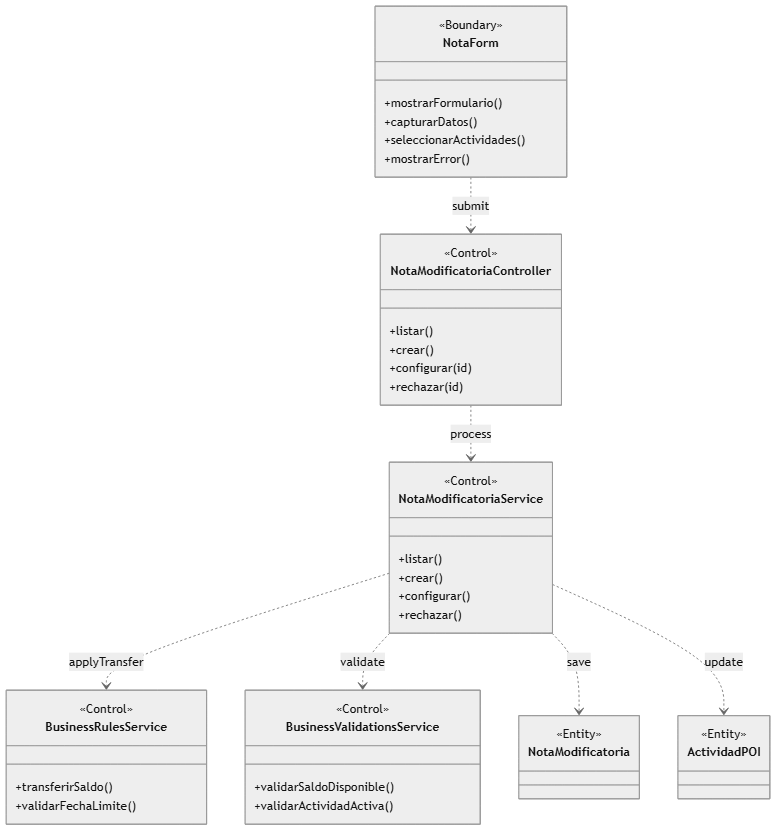 «Boundary»
NotaForm
+mostrarFormulario()
+capturarDatos()
+seleccionarActividades()
+mostrarError()
submit
«Control»
NotaModificatoriaController
+listar()
+crear()
+configurar(id)
+rechazar(id)
process
«Control»
NotaModificatoriaService
+listar()
+crear()
+configurar()
+rechazar()
applyTransfer
validate
save
update
«Control»
BusinessRulesService
+transferirSaldo()
+validarFechaLimite()
«Control»
BusinessValidationsService
+validarSaldoDisponible()
+validarActividadActiva()
«Entity»
NotaModificatoria
«Entity»
ActividadPOI